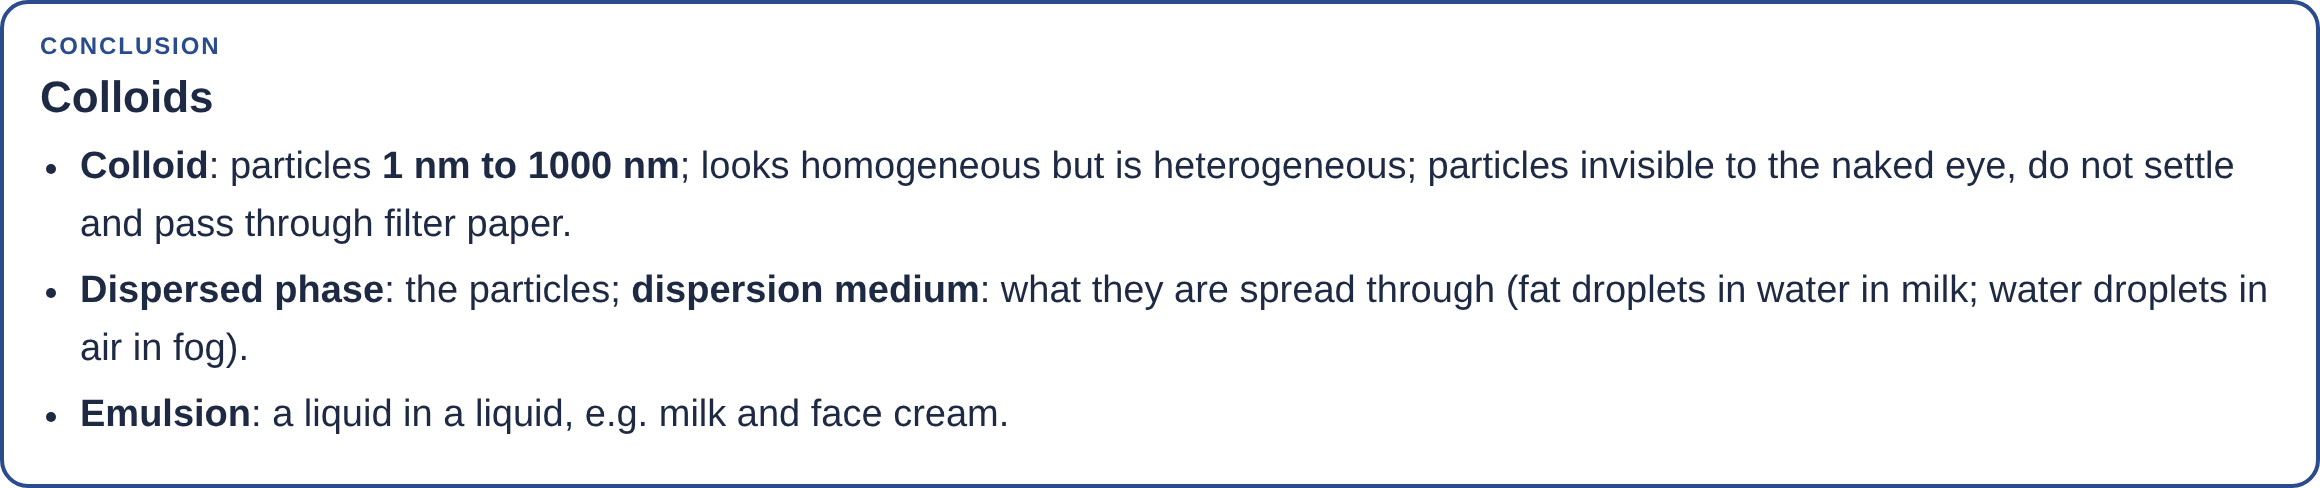 CONCLUSION
Colloids
• Colloid: particles 1 nm to 1000 nm; looks homogeneous but is heterogeneous; particles invisible to the naked eye, do not settle
and pass through filter paper.
• Dispersed phase: the particles; dispersion medium: what they are spread through (fat droplets in water in milk; water droplets in
air in fog).
• Emulsion: a liquid in a liquid, e.g. milk and face cream.